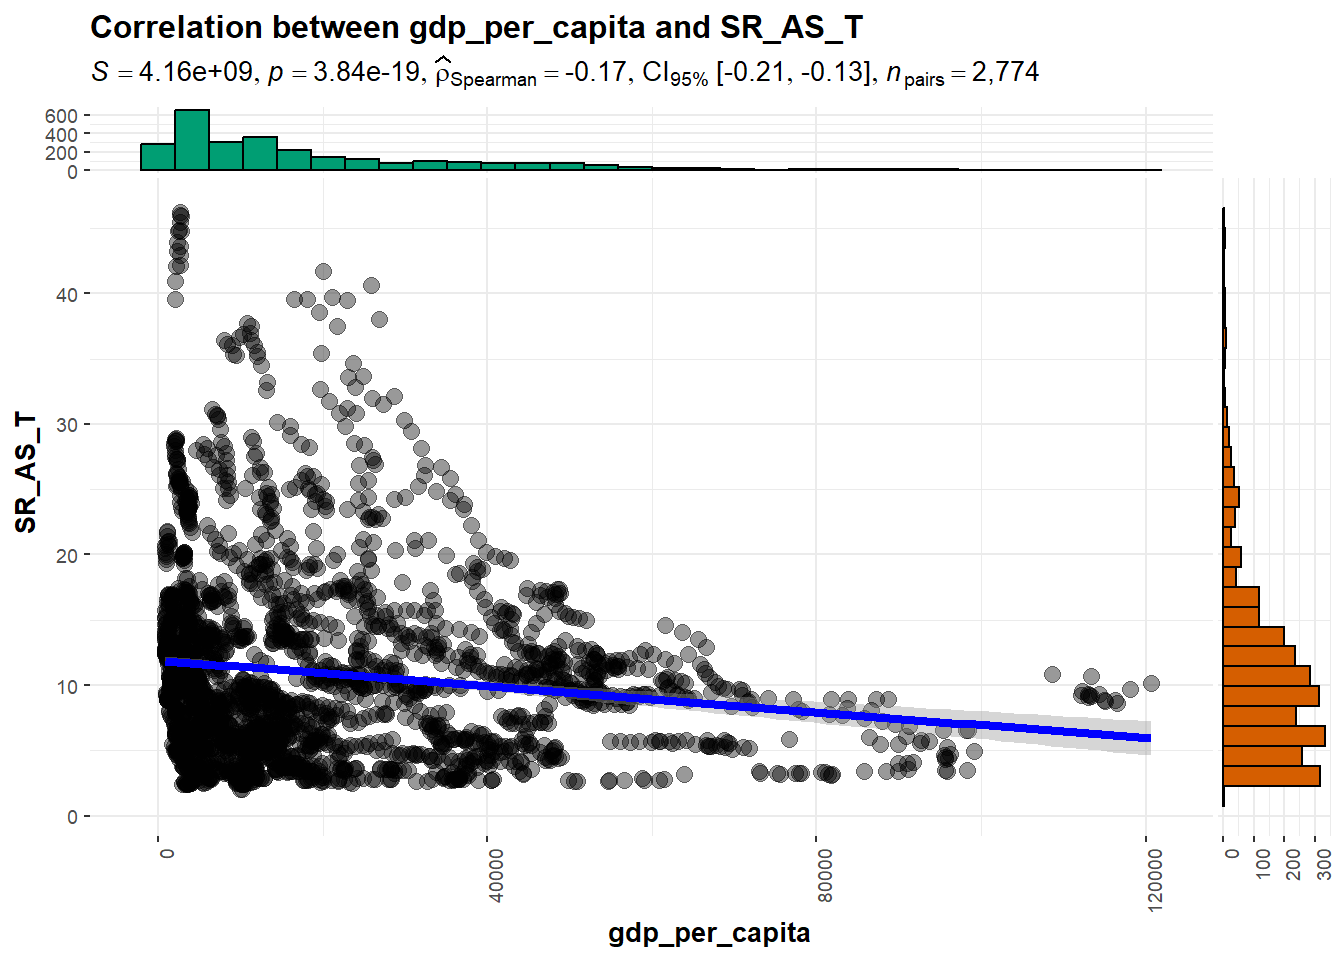 Correlation between gdp_per_capita and SR_AS_T
S = 4.16e+09, p = 3.84e-19, ρ̂Spearman = -0.17, CI95% [-0.21, -0.13], npairs = 2,774
600
400
200
0
SR_AS_T
40
30
20
10
0
0 40000 80000 120000
0 100 200 300
gdp_per_capita